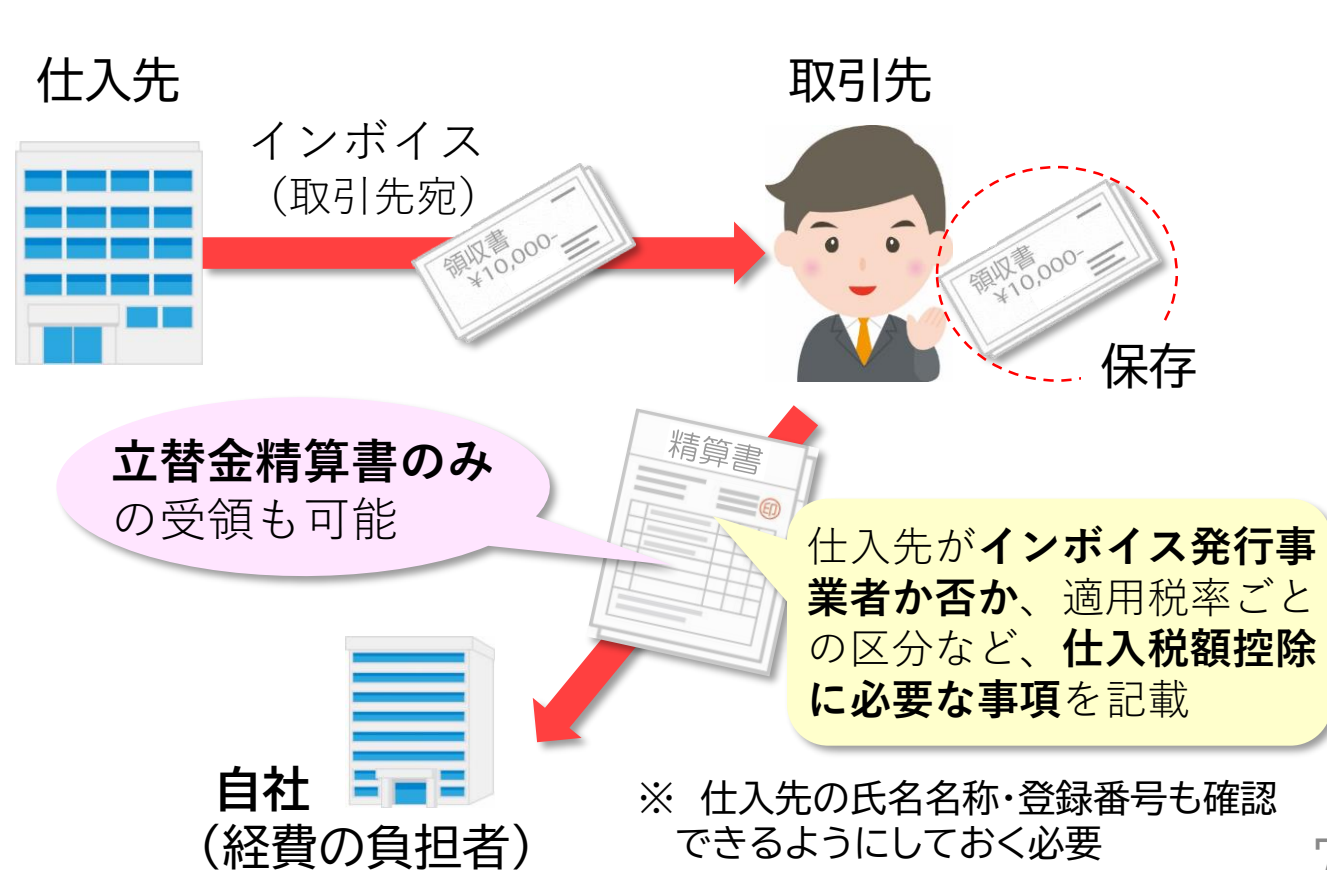 仕入先
取引先
インボイス
（取引先宛）
領収書
¥10,000-
領収書
¥10,000-
保存
立替金精算書のみ
の受領も可能
精算書
印
仕入先がインボイス発行事
業者か否か、適用税率ごと
の区分など、仕入税額控除
に必要な事項を記載
自社
（経費の負担者）
※ 仕入先の氏名名称・登録番号も確認
できるようにしておく必要